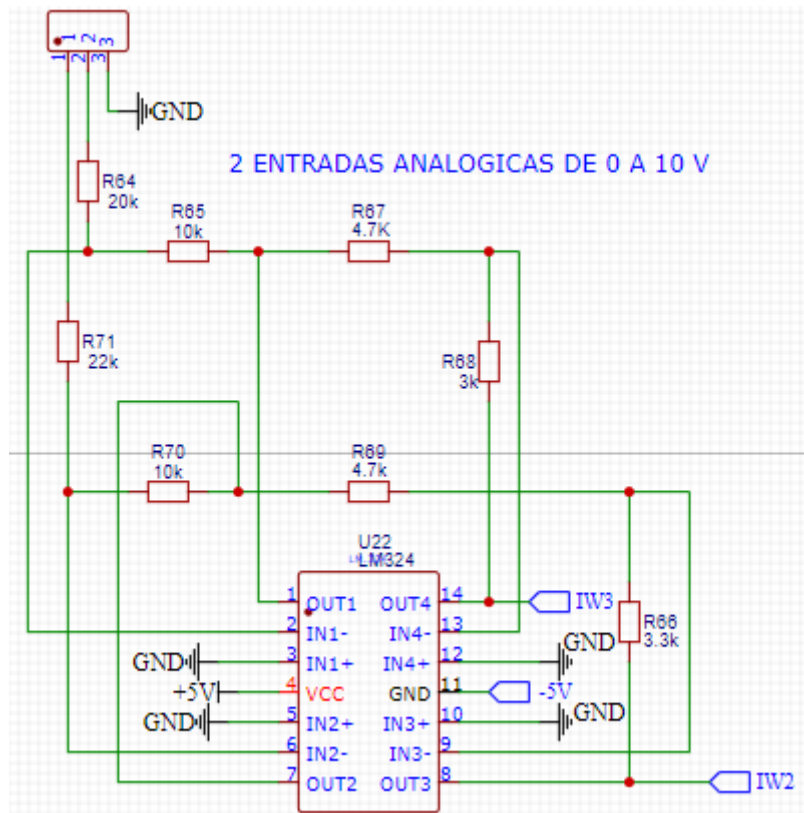 1 2 3
1 2 3
GND
2 ENTRADAS ANALOGICAS DE 0 A 10 V
R64
20k
R65
10k
R67
4.7K
R71
22k
R68
3k
R70
10k
R69
4.7k
U22
LM324
1 OUT1 OUT4 14 IW3
2 IN1- IN4- 13
R66
3.3k
GND 3 IN1+ IN4+ 12 GND
+5V 4 VCC GND 11 -5V
GND 5 IN2+ IN3+ 10 GND
6 IN2- IN3- 9
7 OUT2 OUT3 8 IW2